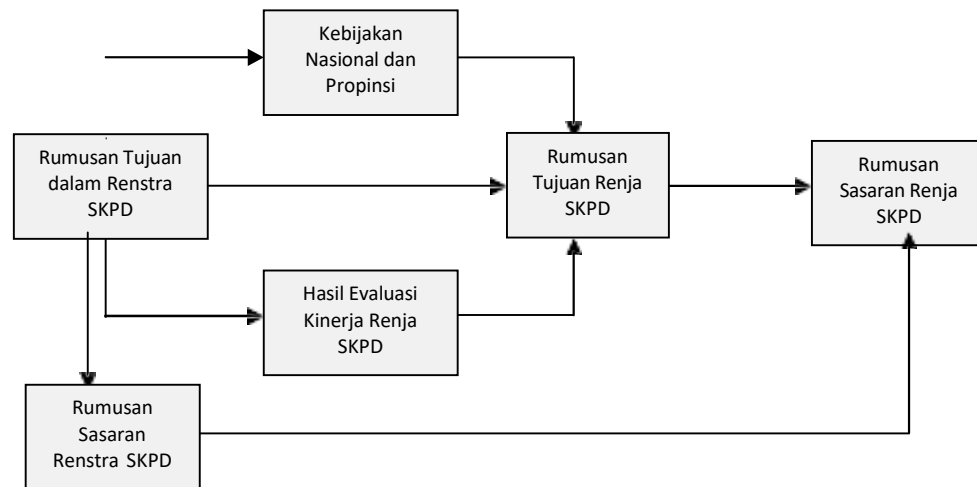 Kebijakan
Nasional dan
Propinsi
Rumusan Tujuan
dalam Renstra
SKPD
Rumusan
Tujuan Renja
SKPD
Rumusan
Sasaran Renja
SKPD
Hasil Evaluasi
Kinerja Renja
SKPD
Rumusan
Sasaran
Renstra SKPD